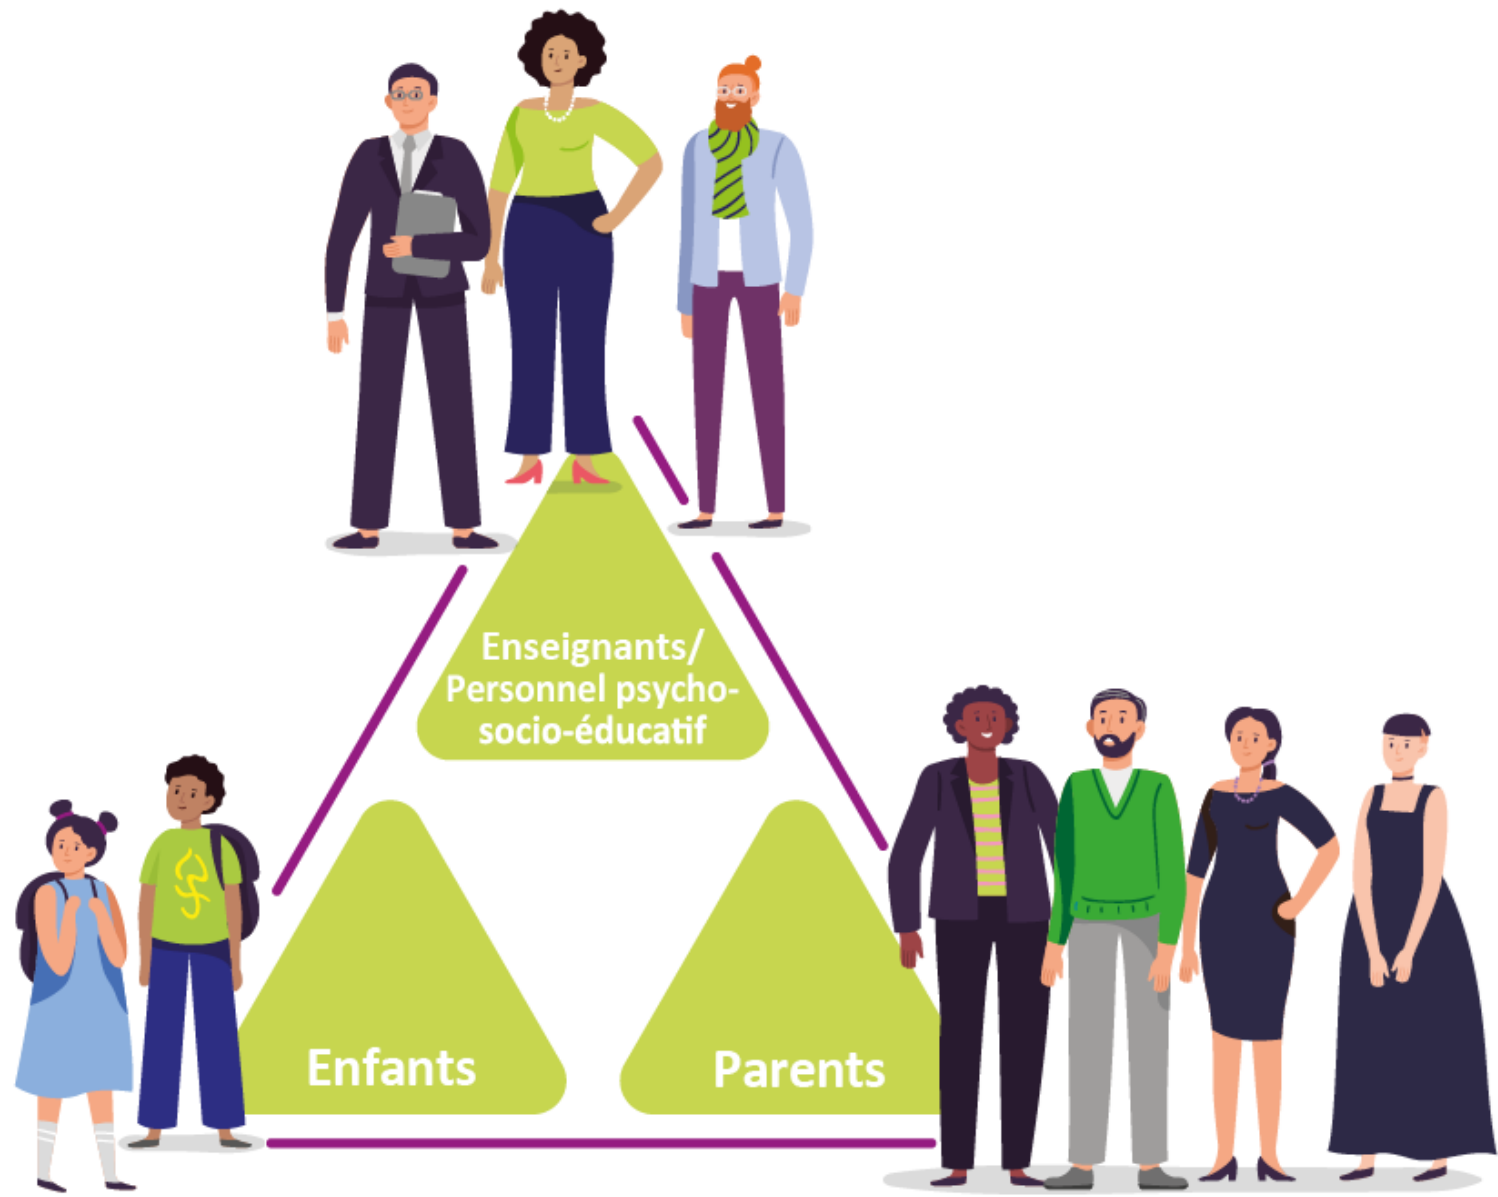 Enseignants/
Personnel psycho-
socio-éducatif
Enfants
Parents